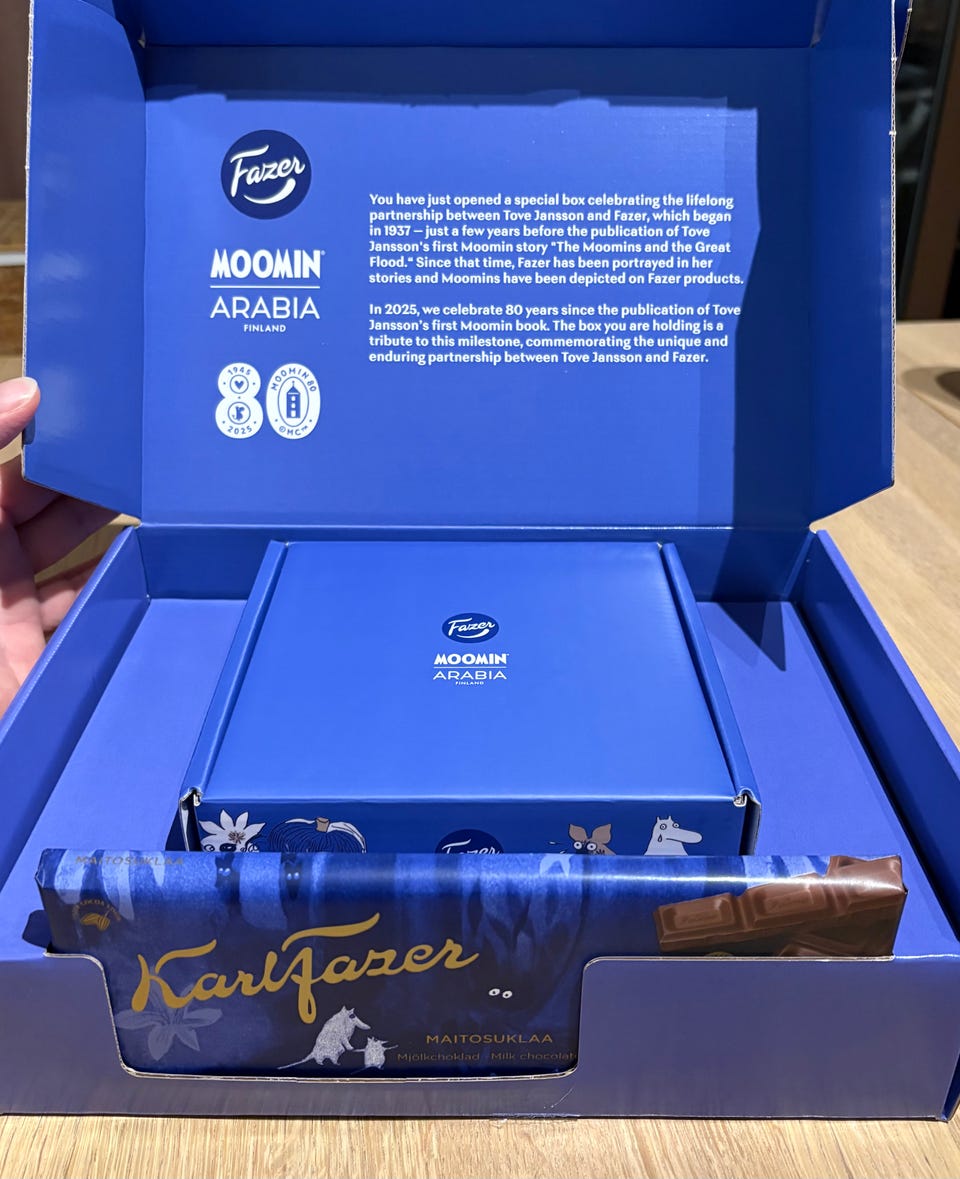 Fazer
MOOMIN
ARABIA
FINLAND
1945
2025
MOOMIN 80
©MC™
You have just opened a special box celebrating the lifelong
partnership between Tove Jansson and Fazer, which began
in 1937 – just a few years before the publication of Tove
Jansson's first Moomin story "The Moomins and the Great
Flood." Since that time, Fazer has been portrayed in her
stories and Moomins have been depicted on Fazer products.
In 2025, we celebrate 80 years since the publication of Tove
Jansson's first Moomin book. The box you are holding is a
tribute to this milestone, commemorating the unique and
enduring partnership between Tove Jansson and Fazer.
Fazer
MOOMIN
ARABIA
FINLAND
Fazer
MAITOSUKLAA
Karl Fazer
MAITOSUKLAA
Mjölkchoklad Milk chocolat